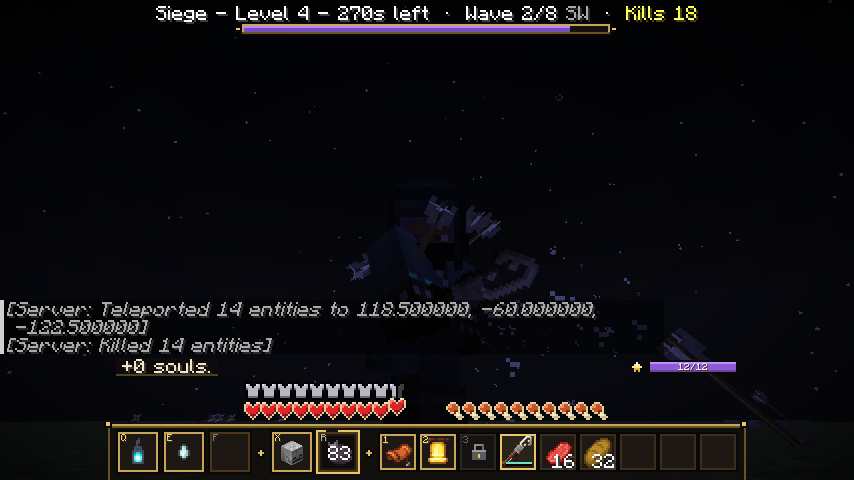 Siege - Level 4 - 270s left · Wave 2/8 SW · Kills 18
[Server: Teleported 14 entities to 118.500000, -60.000000,
-122.500000]
[Server: Killed 14 entities]
+0 souls.
12/12
Q E F X R 83 1 2 3 16 32